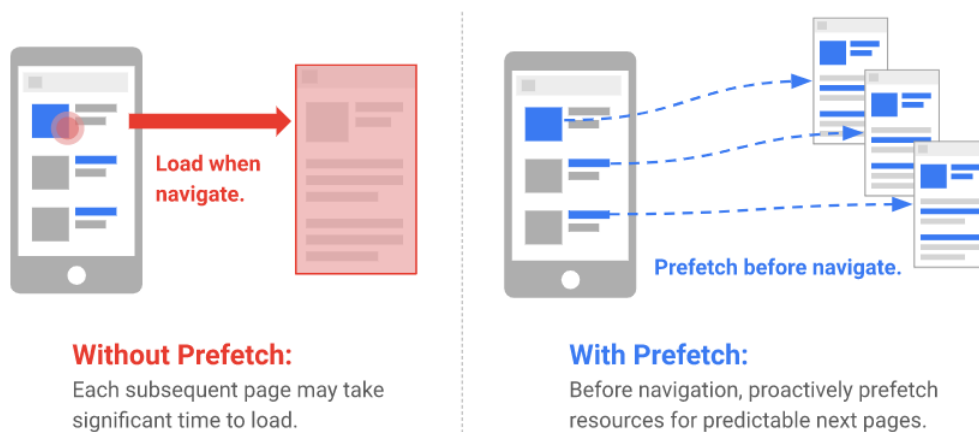 Load when
navigate.
Prefetch before navigate.
Without Prefetch:
Each subsequent page may take
significant time to load.
With Prefetch:
Before navigation, proactively prefetch
resources for predictable next pages.